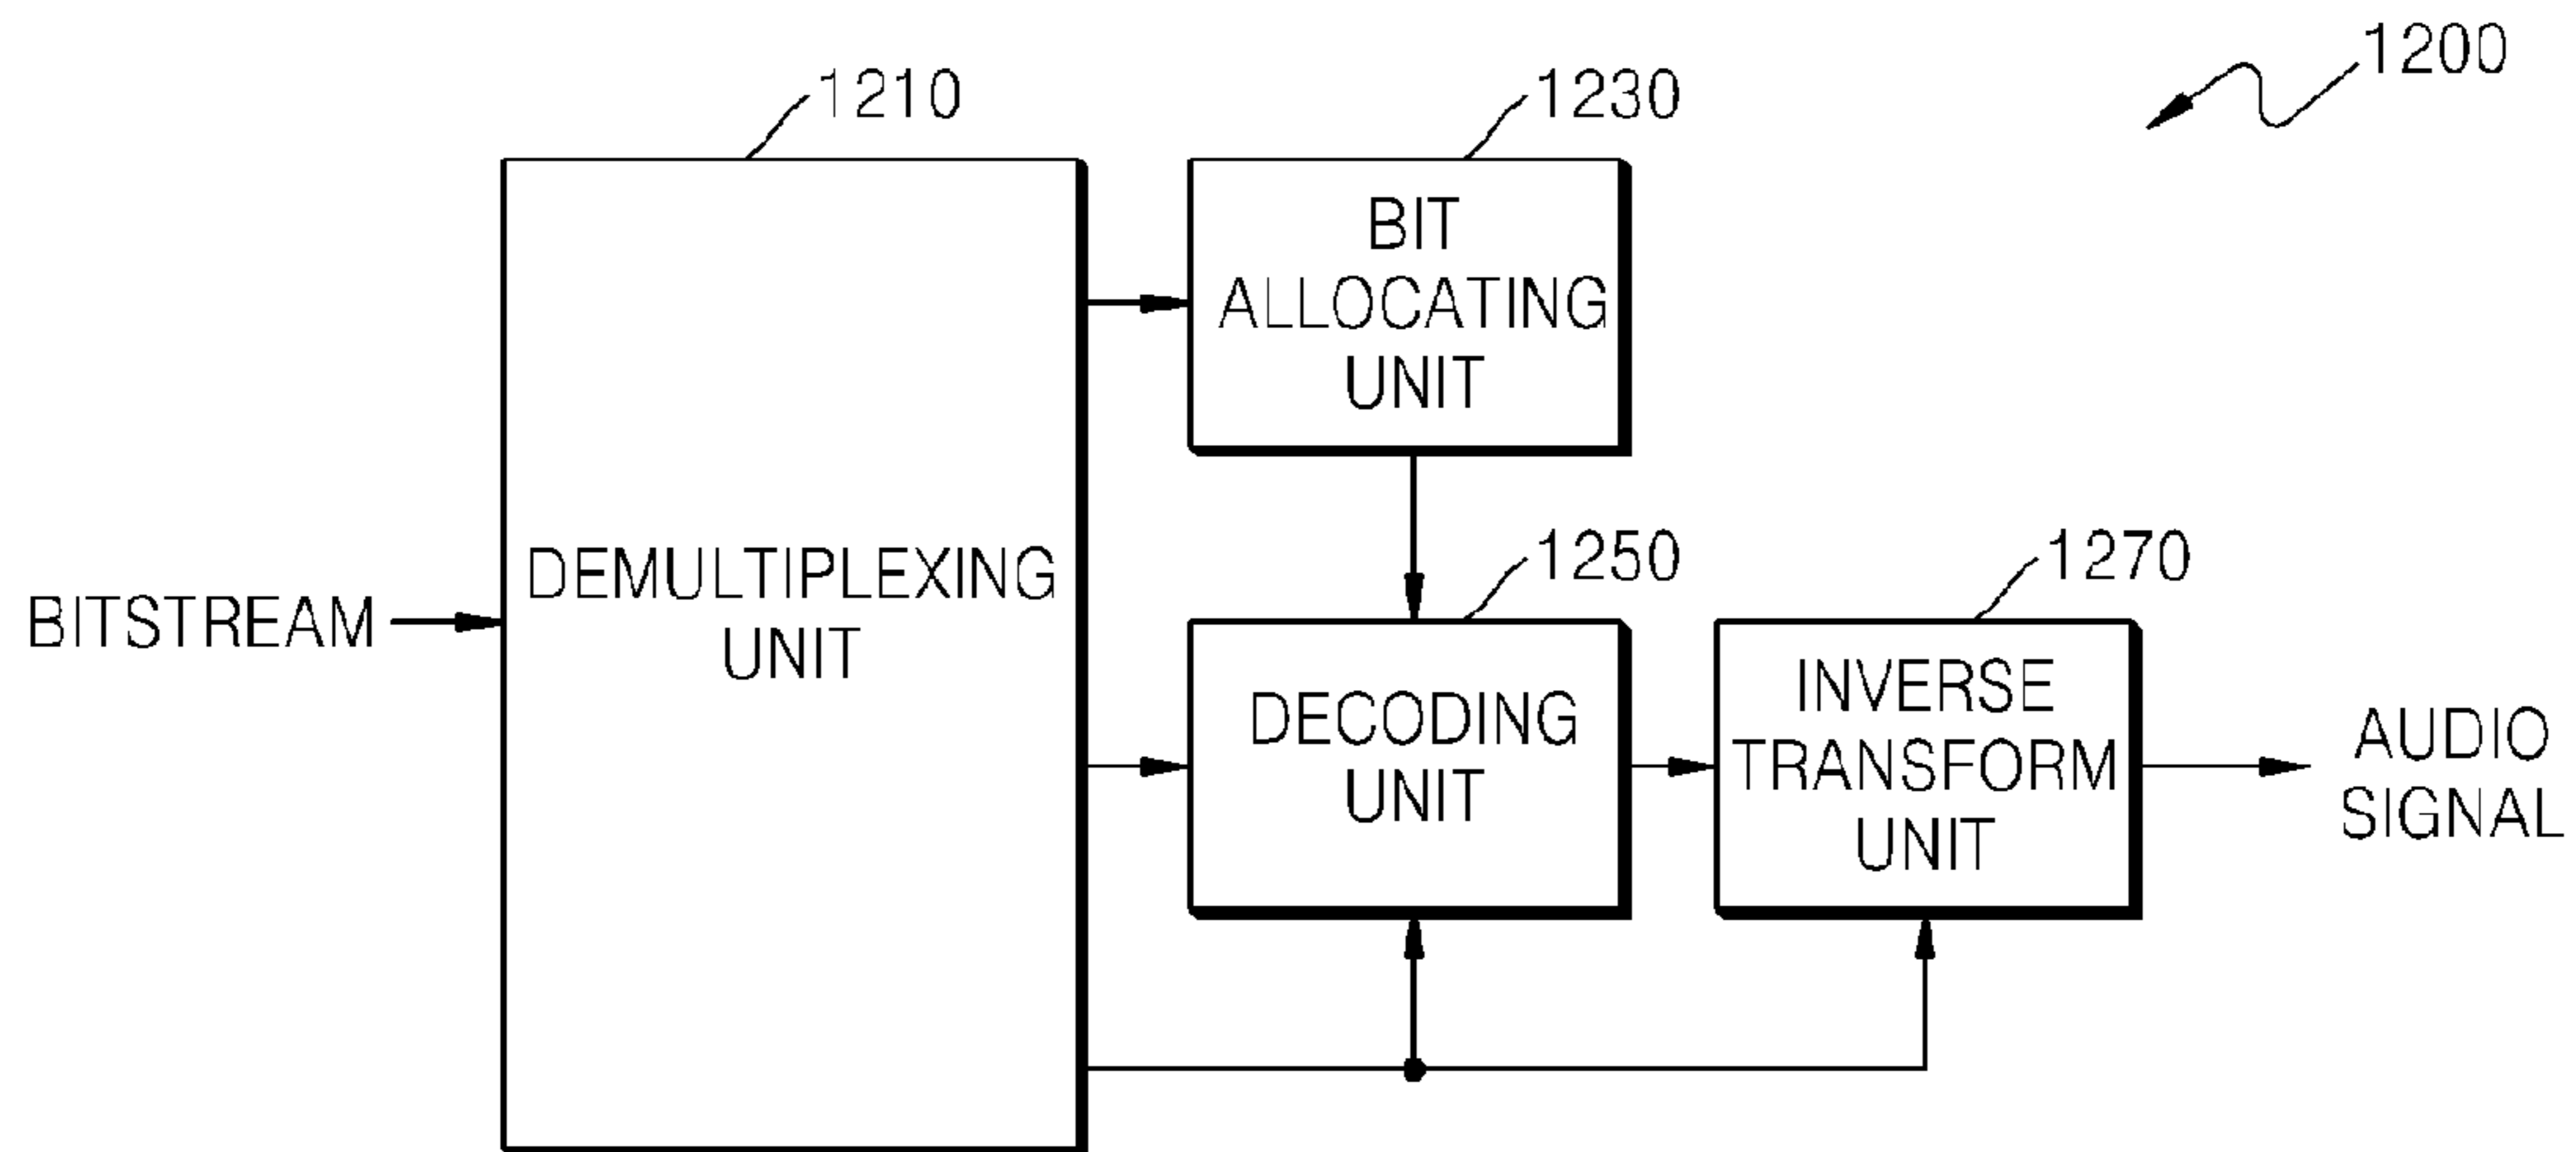 1200
1210
1230
BIT
ALLOCATING
UNIT
BITSTREAM
DEMULTIPLEXING
UNIT
1250
1270
DECODING
UNIT
INVERSE
TRANSFORM
UNIT
AUDIO
SIGNAL